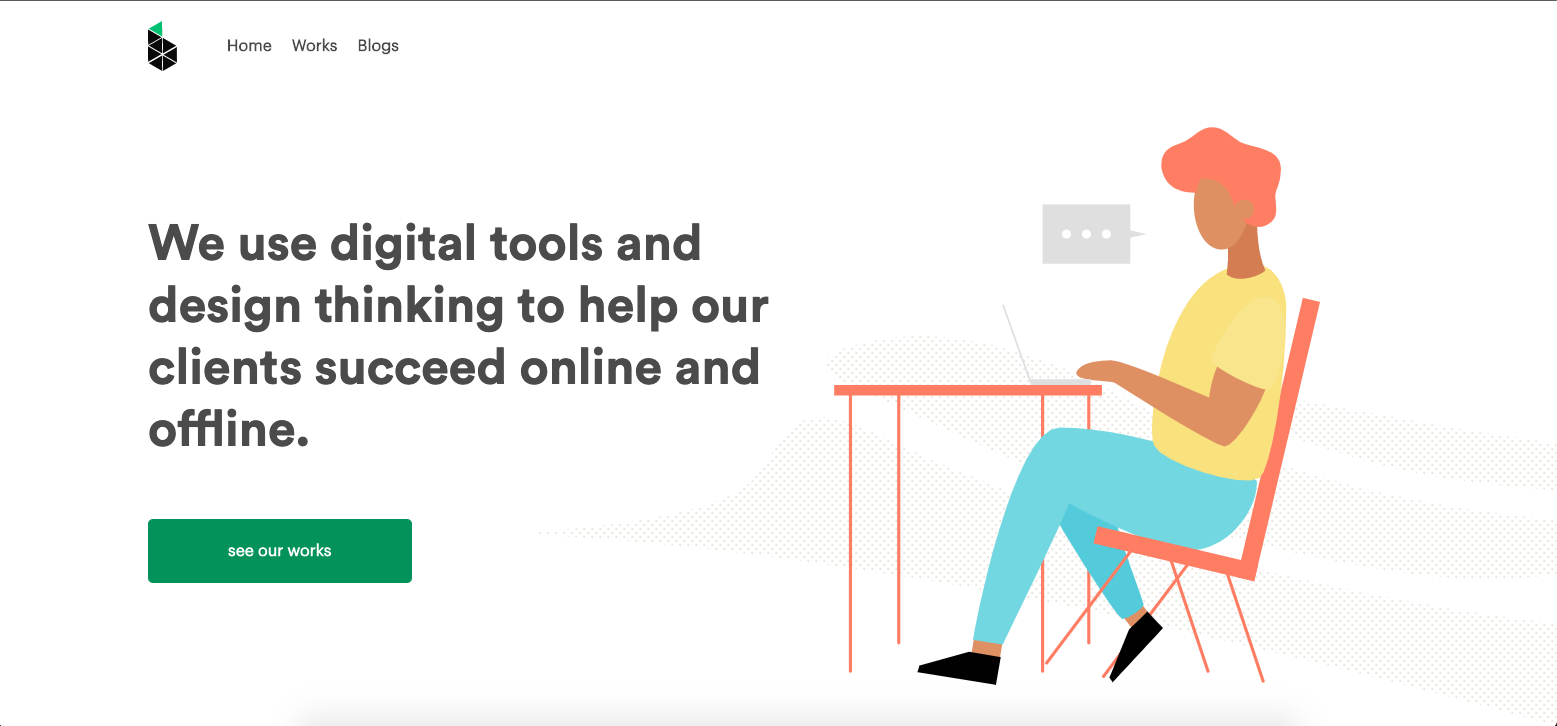 Home Works Blogs
We use digital tools and
design thinking to help our
clients succeed online and
offline.
see our works